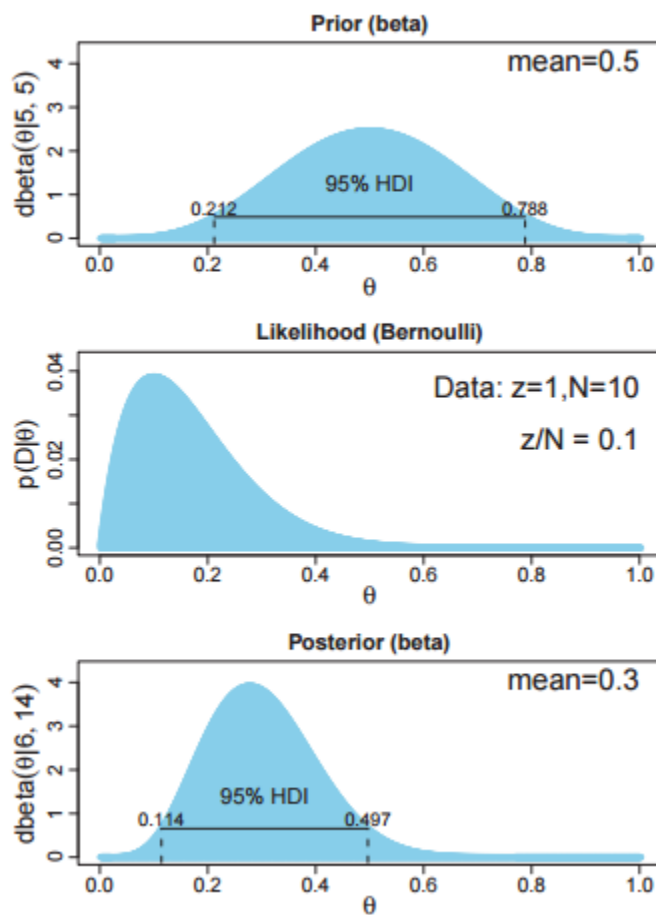 Prior (beta)
mean=0.5
dbeta(θ|5, 5)
4
3
2
1
0
95% HDI
0.212
0.788
0.0
0.2
0.4
0.6
0.8
1.0
θ
Likelihood (Bernoulli)
Data: z=1,N=10
z/N = 0.1
p(D|θ)
0.04
0.02
0.00
0.0
0.2
0.4
0.6
0.8
1.0
θ
Posterior (beta)
mean=0.3
dbeta(θ|6, 14)
4
3
2
1
0
95% HDI
0.114
0.497
0.0
0.2
0.4
0.6
0.8
1.0
θ